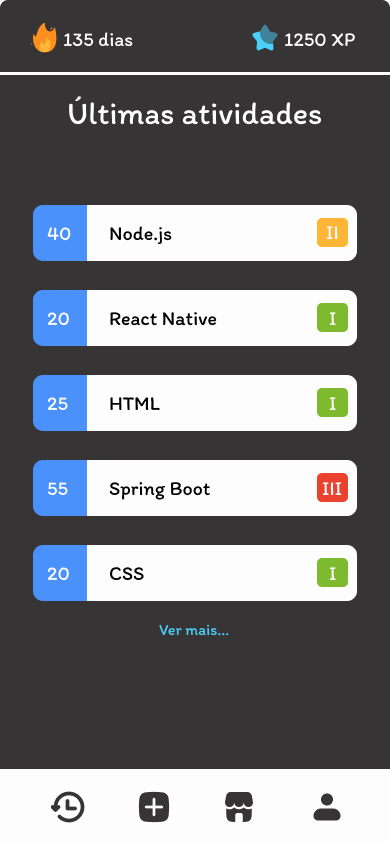 135 dias
1250 XP
Últimas atividades
40 Node.js II
20 React Native I
25 HTML I
55 Spring Boot III
20 CSS I
Ver mais...